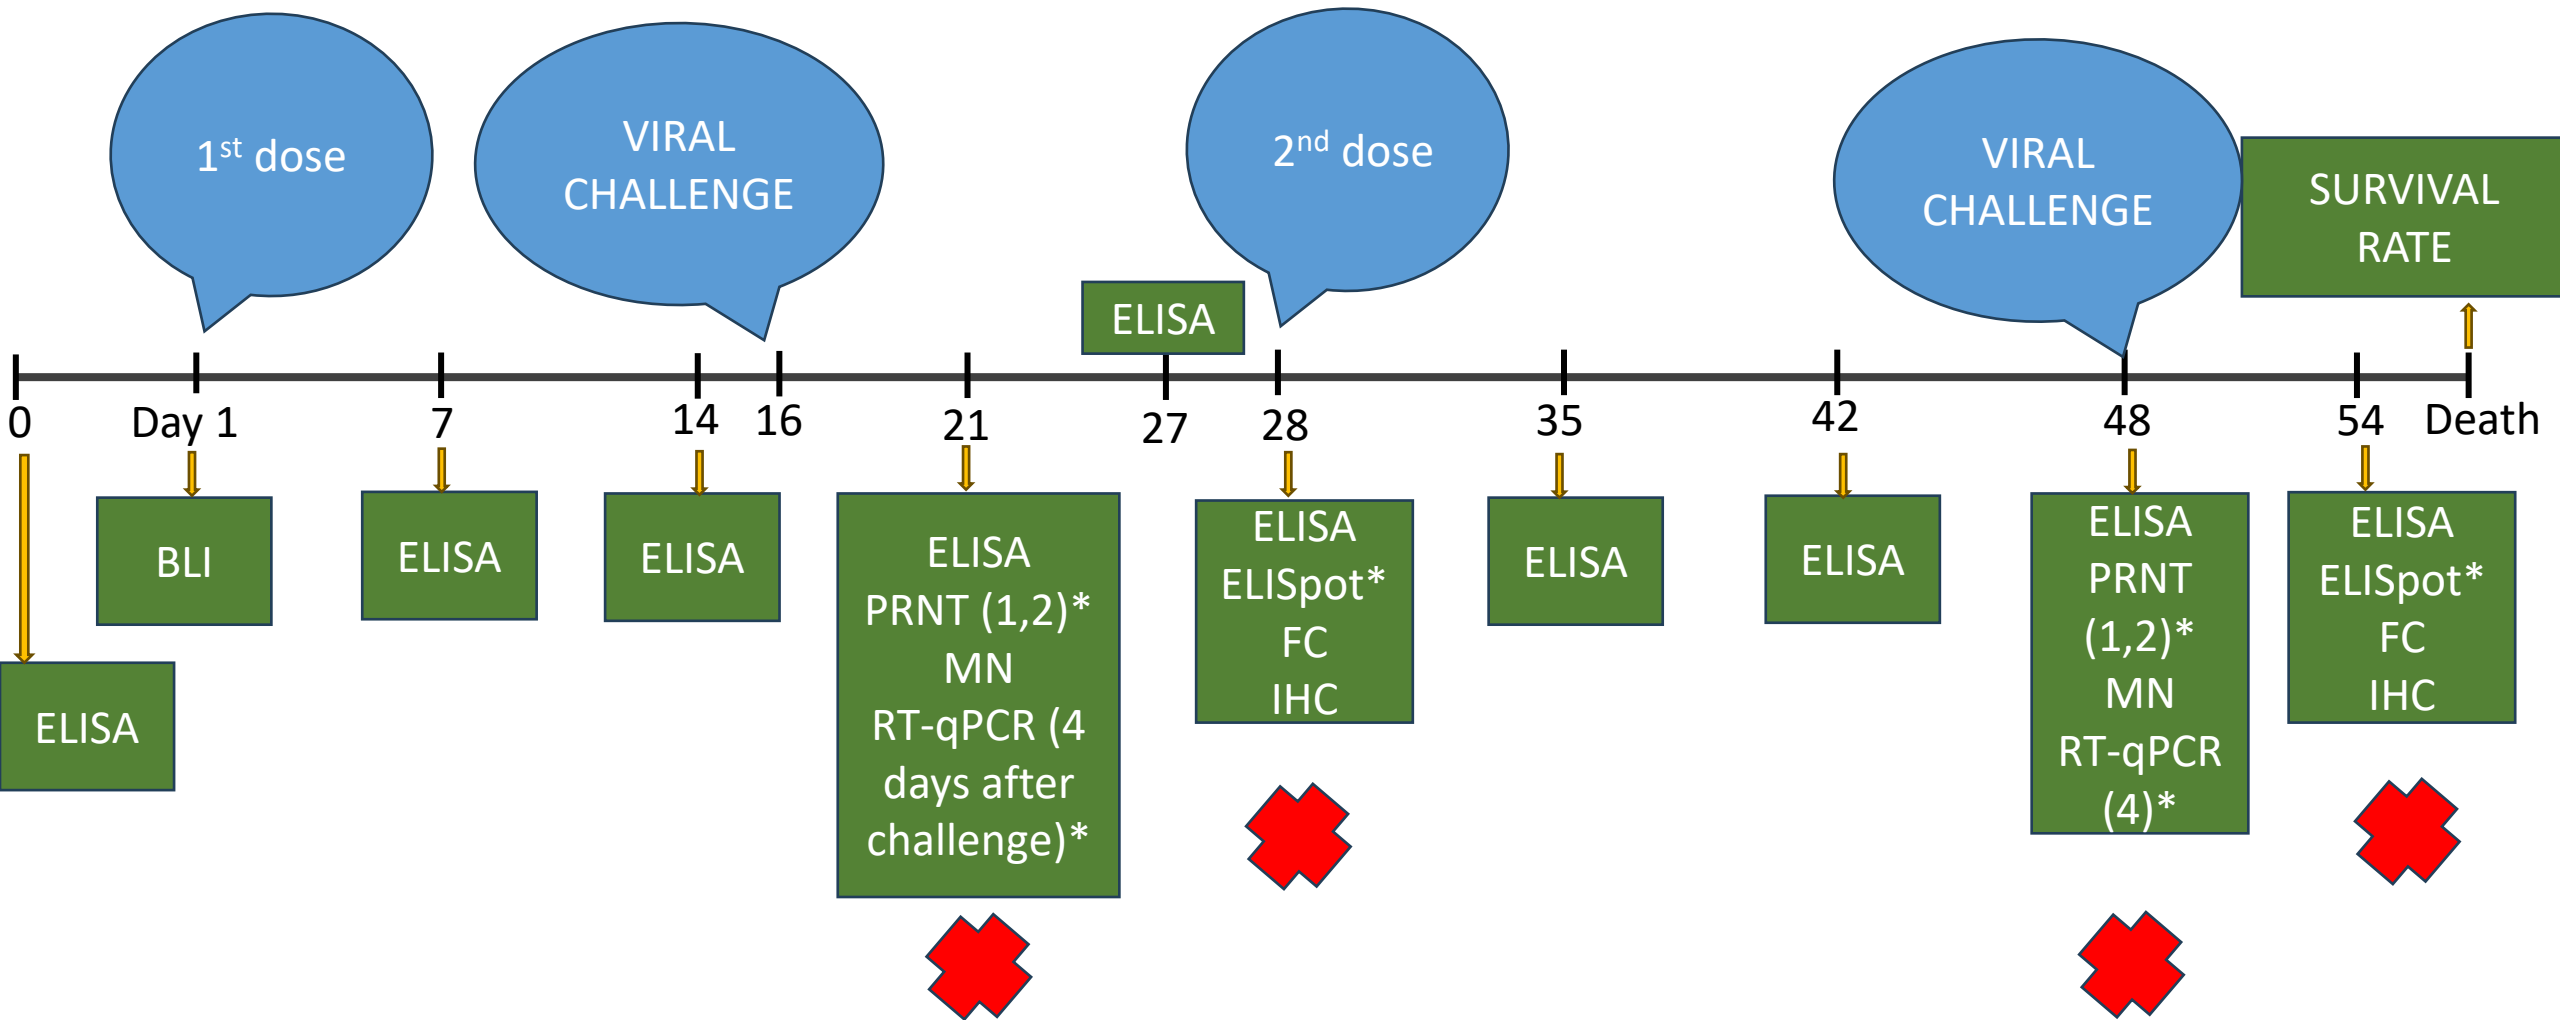 1st dose
VIRAL
CHALLENGE
2nd dose
VIRAL
CHALLENGE
SURVIVAL
RATE
ELISA
0
Day 1
7
14
16
21
27
28
35
42
48
54
Death
ELISA
BLI
ELISA
ELISA
ELISA
PRNT (1,2)*
MN
RT-qPCR (4
days after
challenge)*
ELISA
ELISpot*
FC
IHC
ELISA
ELISA
ELISA
PRNT
(1,2)*
MN
RT-qPCR
(4)*
ELISA
ELISpot*
FC
IHC